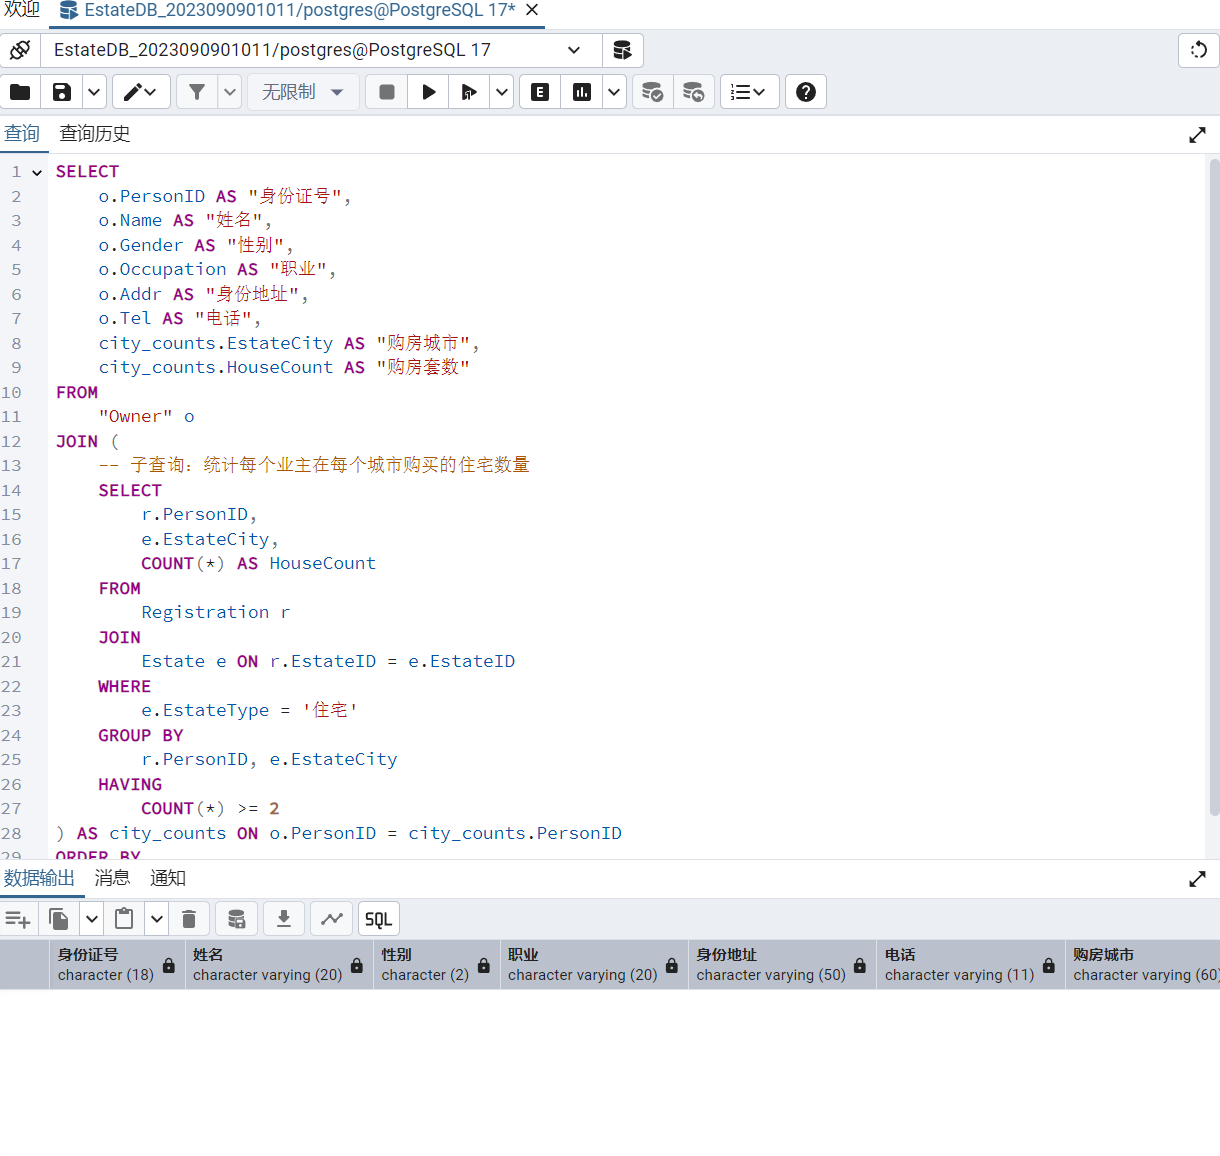 欢迎 EstateDB_2023090901011/postgres@PostgreSQL 17* ×
EstateDB_2023090901011/postgres@PostgreSQL 17
无限制 E
查询 查询历史
1 SELECT
2 o.PersonID AS "身份证号",
3 o.Name AS "姓名",
4 o.Gender AS "性别",
5 o.Occupation AS "职业",
6 o.Addr AS "身份地址",
7 o.Tel AS "电话",
8 city_counts.EstateCity AS "购房城市",
9 city_counts.HouseCount AS "购房套数"
10 FROM
11 "Owner" o
12 JOIN (
13 -- 子查询：统计每个业主在每个城市购买的住宅数量
14 SELECT
15 r.PersonID,
16 e.EstateCity,
17 COUNT(*) AS HouseCount
18 FROM
19 Registration r
20 JOIN
21 Estate e ON r.EstateID = e.EstateID
22 WHERE
23 e.EstateType = '住宅'
24 GROUP BY
25 r.PersonID, e.EstateCity
26 HAVING
27 COUNT(*) >= 2
28 ) AS city_counts ON o.PersonID = city_counts.PersonID
29 ORDER BY
数据输出 消息 通知
SQL
身份证号 姓名 性别 职业 身份地址 电话 购房城市
character (18) character varying (20) character (2) character varying (20) character varying (50) character varying (11) character varying (60)